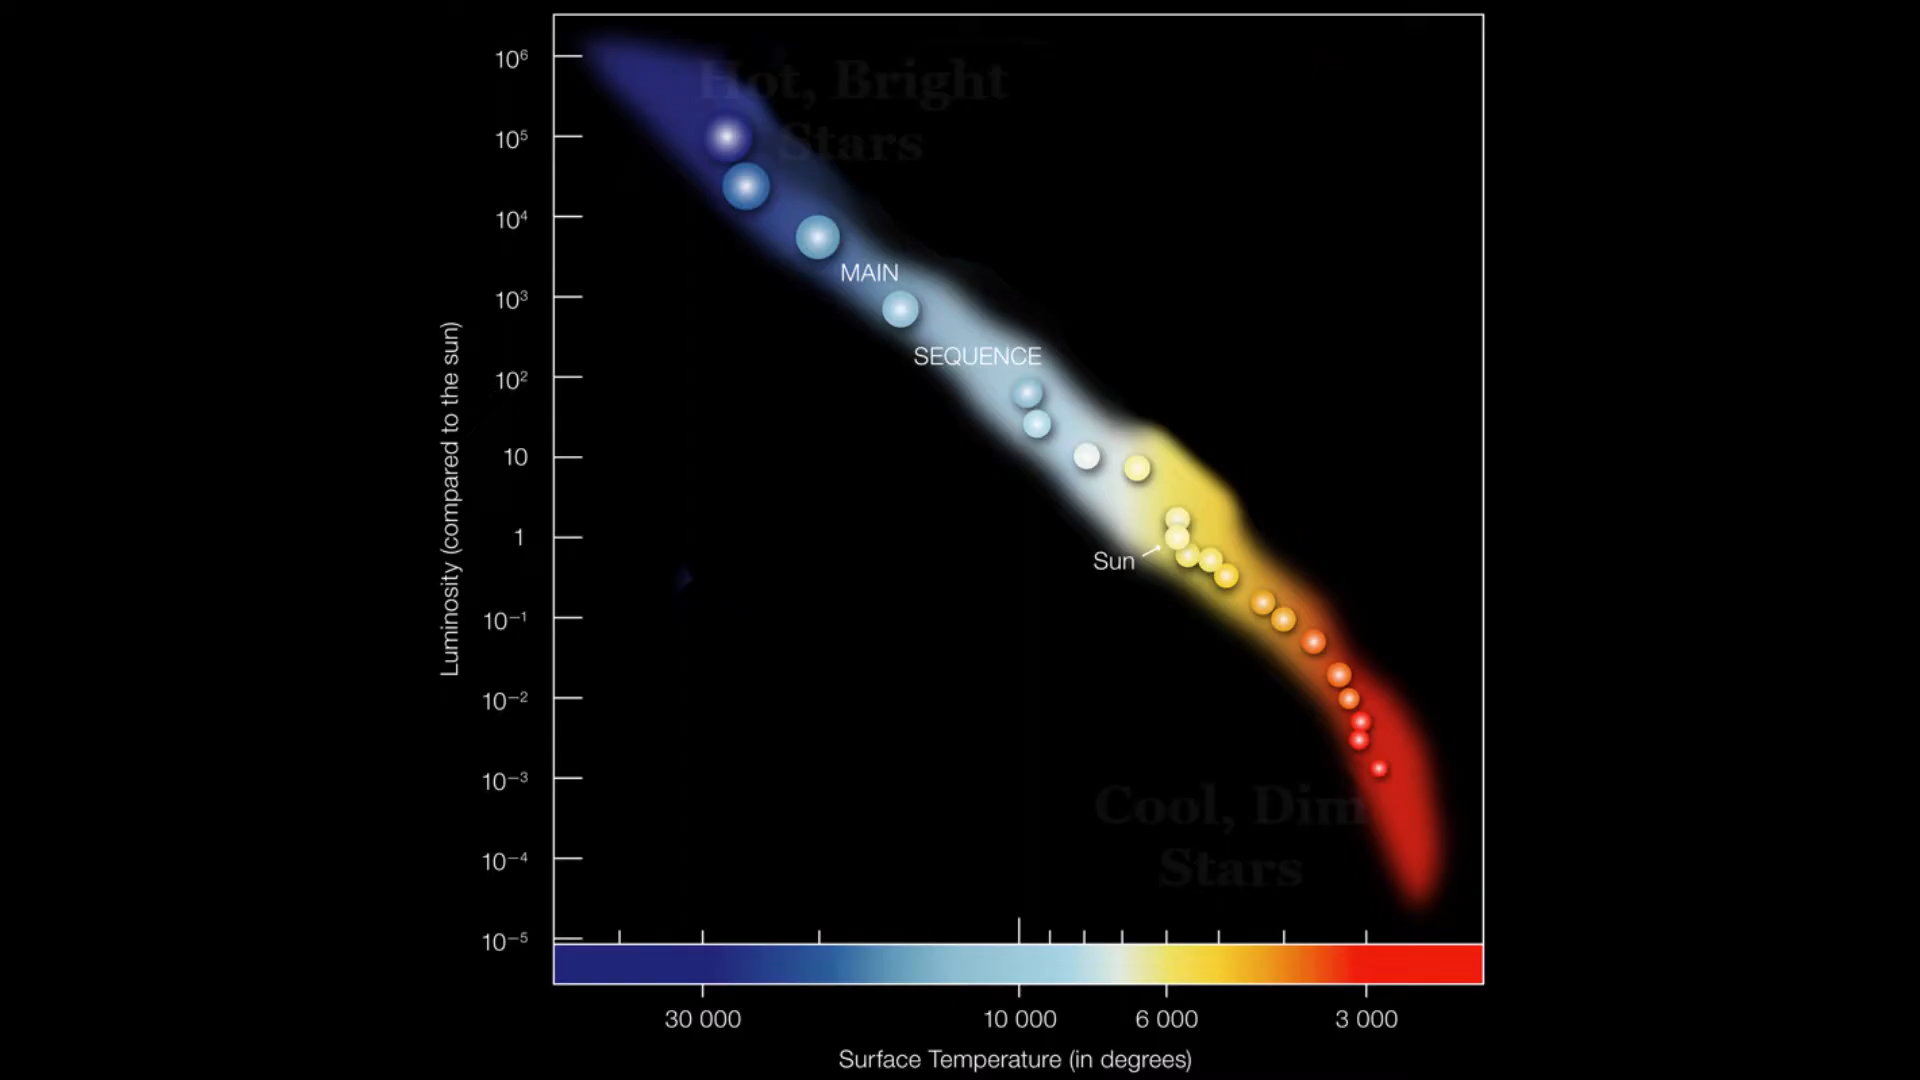 Hot, Bright
Stars
10⁶
10⁵
10⁴
MAIN
10³
SEQUENCE
10²
10
1
Sun
10⁻¹
10⁻²
10⁻³
Cool, Dim
Stars
10⁻⁴
10⁻⁵
Luminosity (compared to the sun)
30 000 10 000 6 000 3 000
Surface Temperature (in degrees)